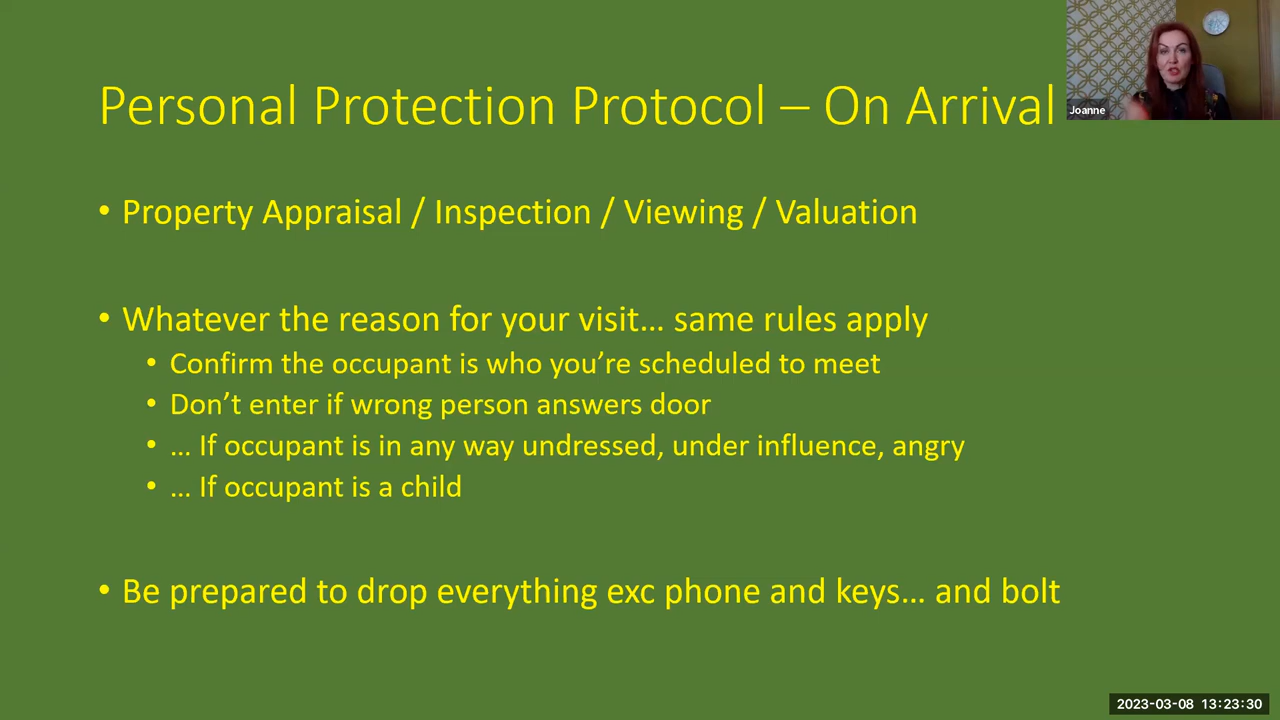 Personal Protection Protocol – On Arrival
Joanne
• Property Appraisal / Inspection / Viewing / Valuation
• Whatever the reason for your visit... same rules apply
• Confirm the occupant is who you’re scheduled to meet
• Don’t enter if wrong person answers door
• ... If occupant is in any way undressed, under influence, angry
• ... If occupant is a child
• Be prepared to drop everything exc phone and keys... and bolt
2023-03-08 13:23:30